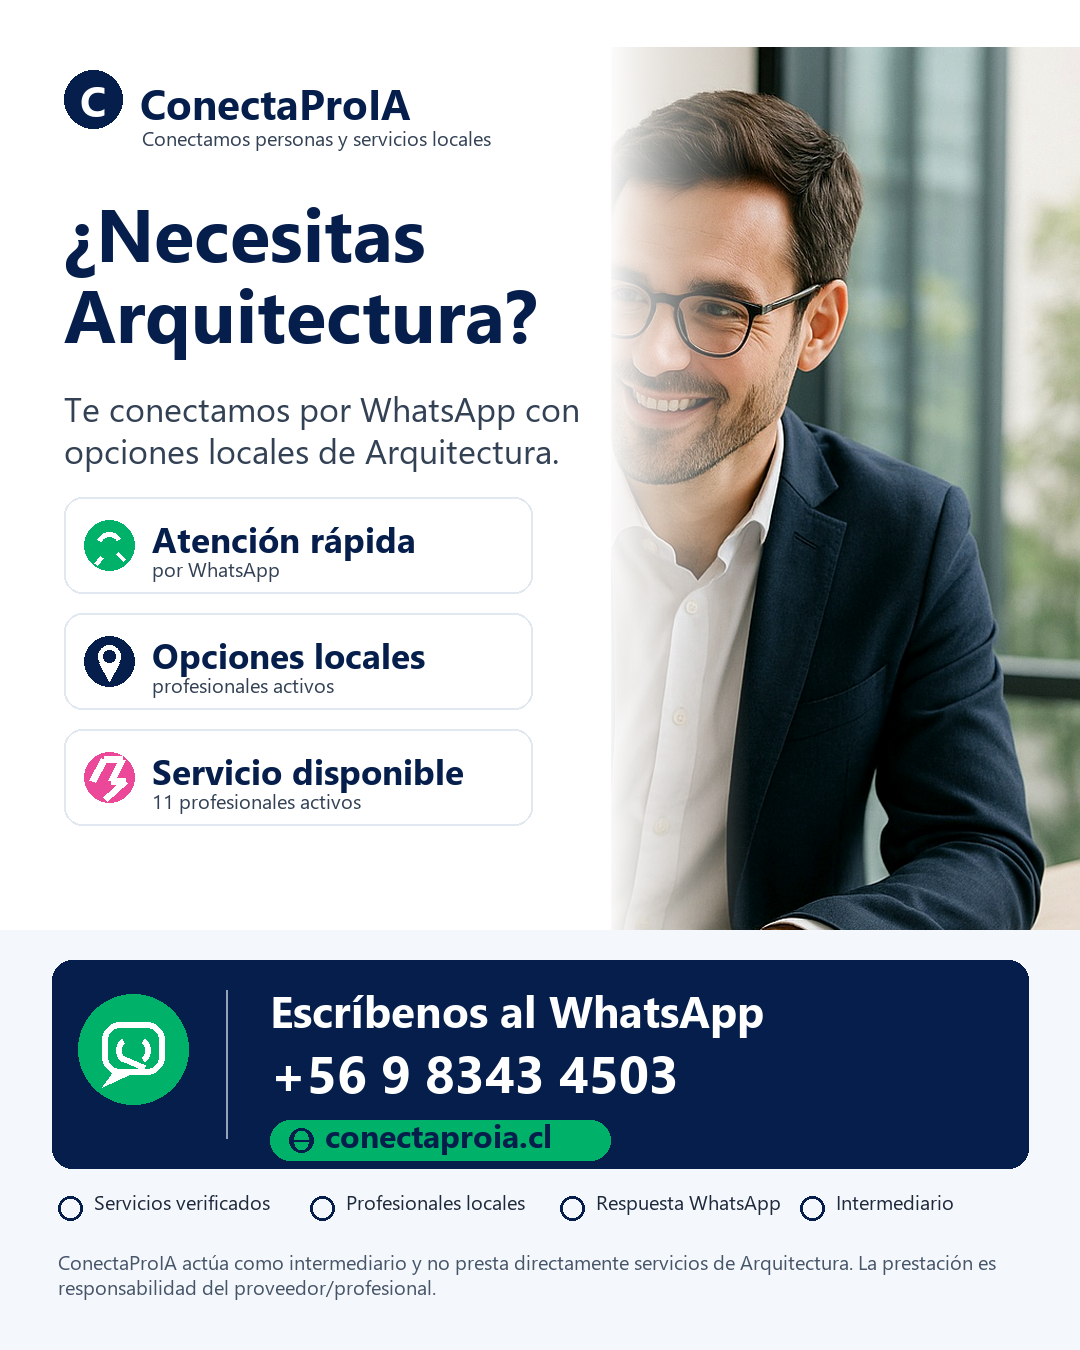 C ConectaProIA
Conectamos personas y servicios locales
¿Necesitas
Arquitectura?
Te conectamos por WhatsApp con
opciones locales de Arquitectura.
Atención rápida
por WhatsApp
Opciones locales
profesionales activos
Servicio disponible
11 profesionales activos
Escríbenos al WhatsApp
+56 9 8343 4503
conectaproia.cl
Servicios verificados Profesionales locales Respuesta WhatsApp Intermediario
ConectaProIA actúa como intermediario y no presta directamente servicios de Arquitectura. La prestación es
responsabilidad del proveedor/profesional.